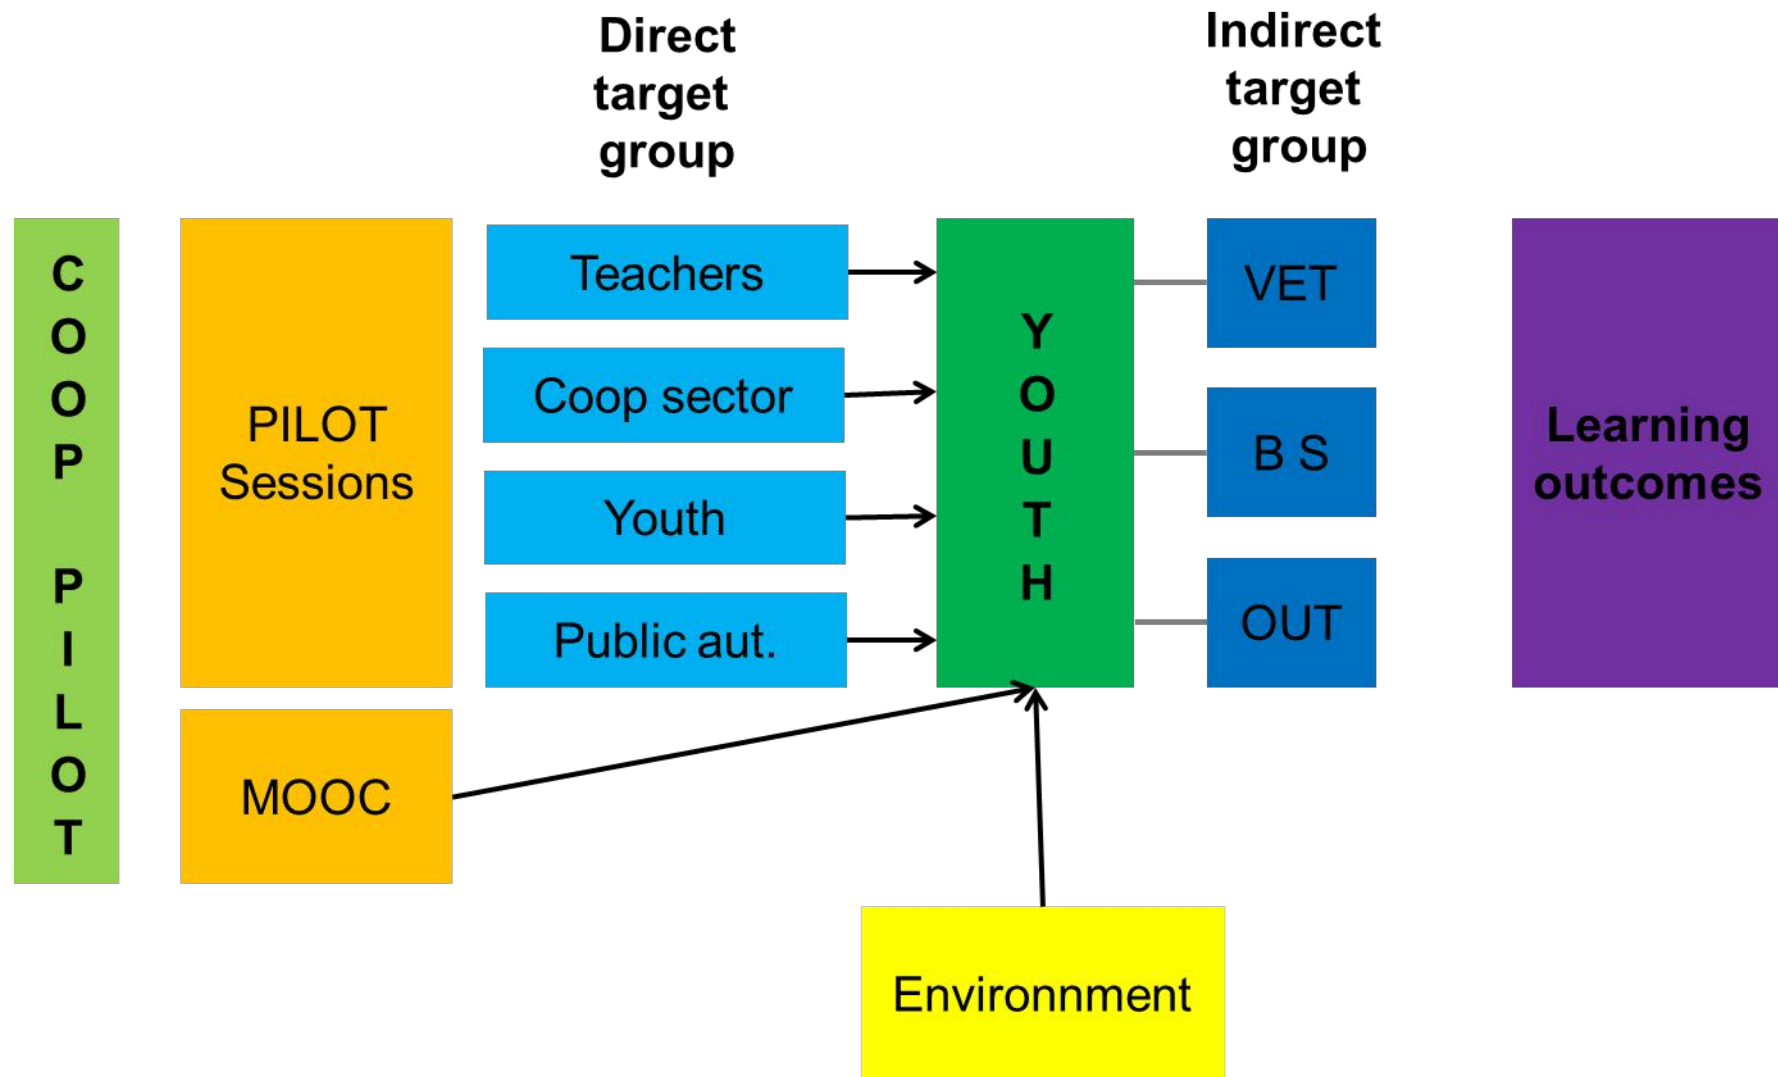 Direct
target
group
Indirect
target
group
C
O
O
P
P
I
L
O
T
PILOT
Sessions
MOOC
Teachers
Coop sector
Youth
Public aut.
Y
O
U
T
H
VET
B S
OUT
Learning
outcomes
Environnment